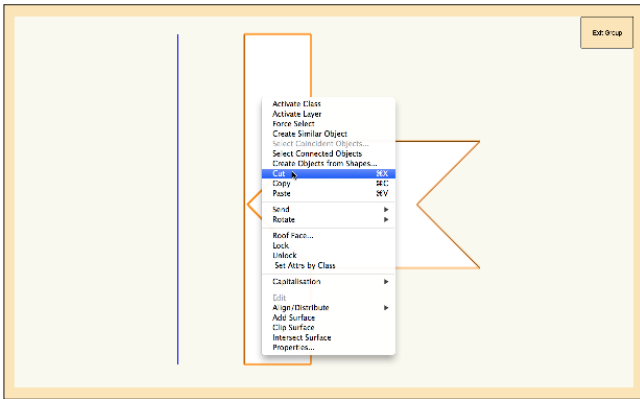 Exit Group
Activate Class
Activate Layer
Force Select
Create Similar Object
Select Coincident Objects...
Select Connected Objects
Create Objects from Shapes...
Cut ⌘X
Copy ⌘C
Paste ⌘V
Send ▶
Rotate ▶
Roof Face...
Lock
Unlock
Set Attrs by Class
Capitalisation ▶
Edit
Align/Distribute ▶
Add Surface
Clip Surface
Intersect Surface
Properties...